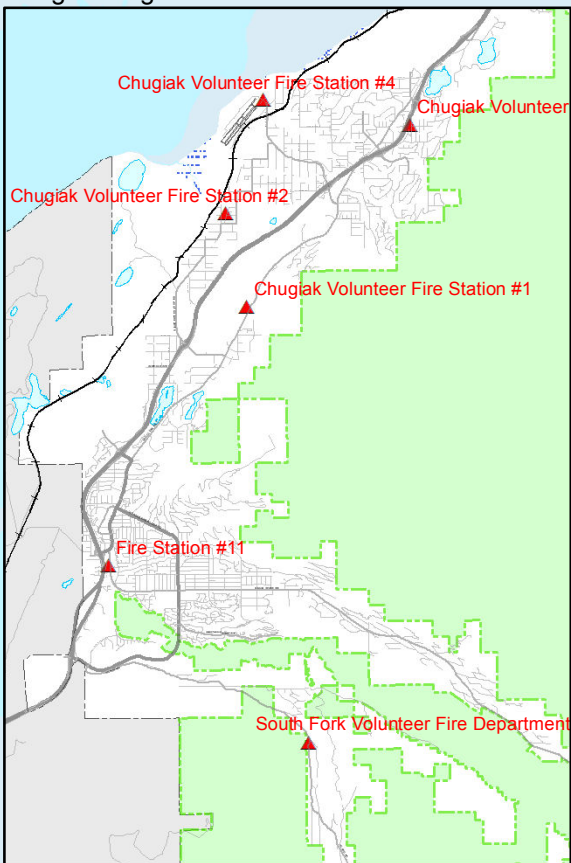 Chugiak Volunteer Fire Station #4
Chugiak Volunteer
Chugiak Volunteer Fire Station #2
Chugiak Volunteer Fire Station #1
Fire Station #11
South Fork Volunteer Fire Department